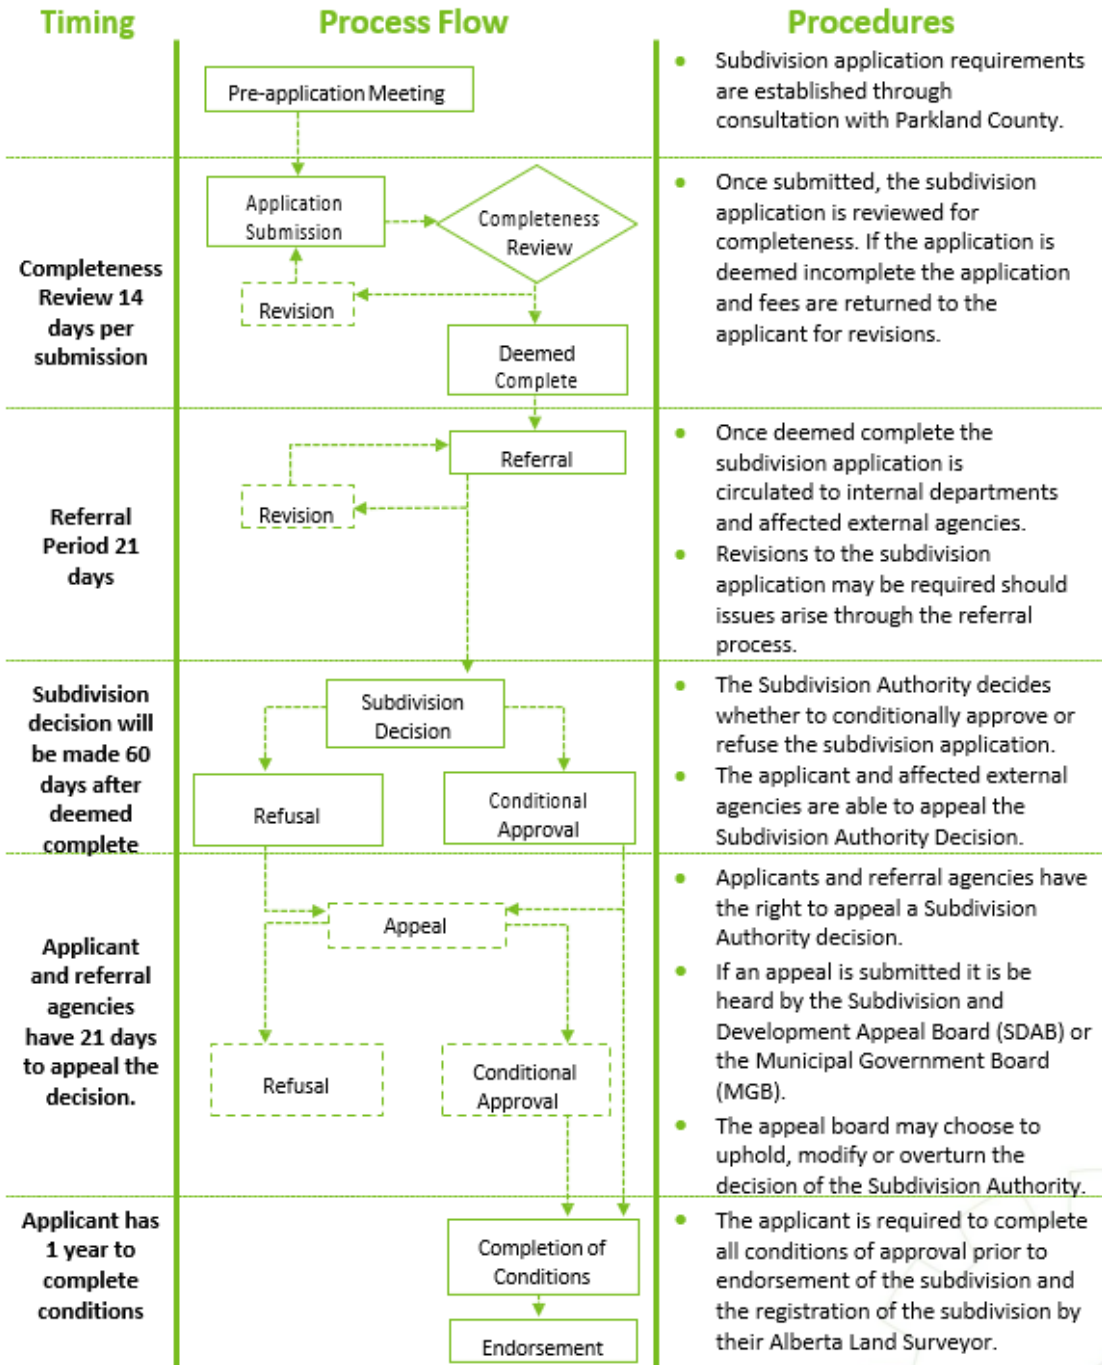 Timing
Process Flow
Procedures
Pre-application Meeting
Subdivision application requirements
are established through
consultation with Parkland County.
Completeness
Review 14
days per
submission
Application
Submission
Completeness
Review
Revision
Deemed
Complete
Once submitted, the subdivision
application is reviewed for
completeness. If the application is
deemed incomplete the application
and fees are returned to the
applicant for revisions.
Referral
Period 21
days
Referral
Revision
Once deemed complete the
subdivision application is
circulated to internal departments
and affected external agencies.
Revisions to the subdivision
application may be required should
issues arise through the referral
process.
Subdivision
decision will
be made 60
days after
deemed
complete
Subdivision
Decision
Refusal
Conditional
Approval
The Subdivision Authority decides
whether to conditionally approve or
refuse the subdivision application.
The applicant and affected external
agencies are able to appeal the
Subdivision Authority Decision.
Applicant
and referral
agencies
have 21 days
to appeal the
decision.
Appeal
Refusal
Conditional
Approval
Applicants and referral agencies have
the right to appeal a Subdivision
Authority decision.
If an appeal is submitted it is be
heard by the Subdivision and
Development Appeal Board (SDAB) or
the Municipal Government Board
(MGB).
The appeal board may choose to
uphold, modify or overturn the
decision of the Subdivision Authority.
Applicant has
1 year to
complete
conditions
Completion of
Conditions
Endorsement
The applicant is required to complete
all conditions of approval prior to
endorsement of the subdivision and
the registration of the subdivision by
their Alberta Land Surveyor.